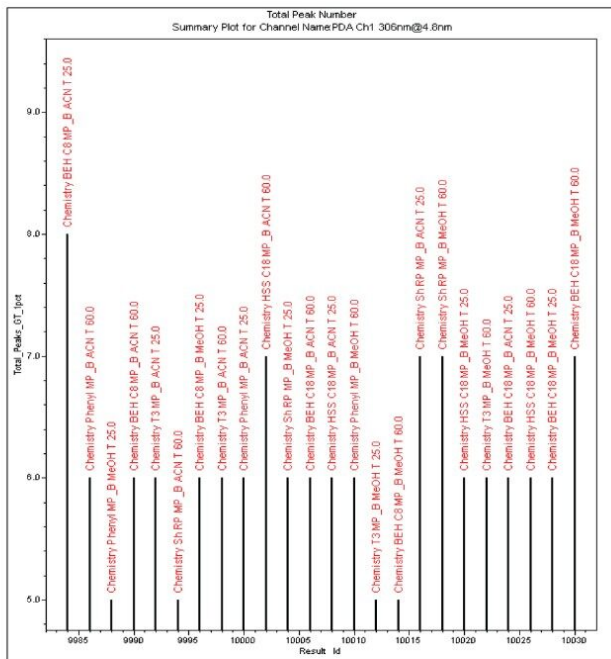 Total Peak Number
Summary Plot for Channel Name:PDA Ch1 306nm@4.8nm
Total_Peaks_GT_1pct
9.0
8.0
7.0
6.0
5.0
Chemistry BEH C8 MP_B ACN T 25.0
Chemistry Phenyl MP_B ACN T 60.0
Chemistry Phenyl MP_B MeOH T 25.0
Chemistry BEH C8 MP_B ACN T 60.0
Chemistry T3 MP_B ACN T 25.0
Chemistry Sh RP MP_B ACN T 60.0
Chemistry BEH C8 MP_B MeOH T 25.0
Chemistry T3 MP_B ACN T 60.0
Chemistry Phenyl MP_B ACN T 25.0
Chemistry HSS C18 MP_B ACN T 60.0
Chemistry Sh RP MP_B MeOH T 25.0
Chemistry BEH C18 MP_B ACN T 60.0
Chemistry HSS C18 MP_B ACN T 25.0
Chemistry Phenyl MP_B MeOH T 60.0
Chemistry T3 MP_B MeOH T 25.0
Chemistry BEH C8 MP_B MeOH T 60.0
Chemistry Sh RP MP_B ACN T 25.0
Chemistry Sh RP MP_B MeOH T 60.0
Chemistry HSS C18 MP_B MeOH T 25.0
Chemistry T3 MP_B MeOH T 60.0
Chemistry BEH C18 MP_B ACN T 25.0
Chemistry HSS C18 MP_B MeOH T 60.0
Chemistry BEH C18 MP_B MeOH T 25.0
Chemistry BEH C18 MP_B MeOH T 60.0
9985 9990 9995 10000 10005 10010 10015 10020 10025 10030
Result_Id